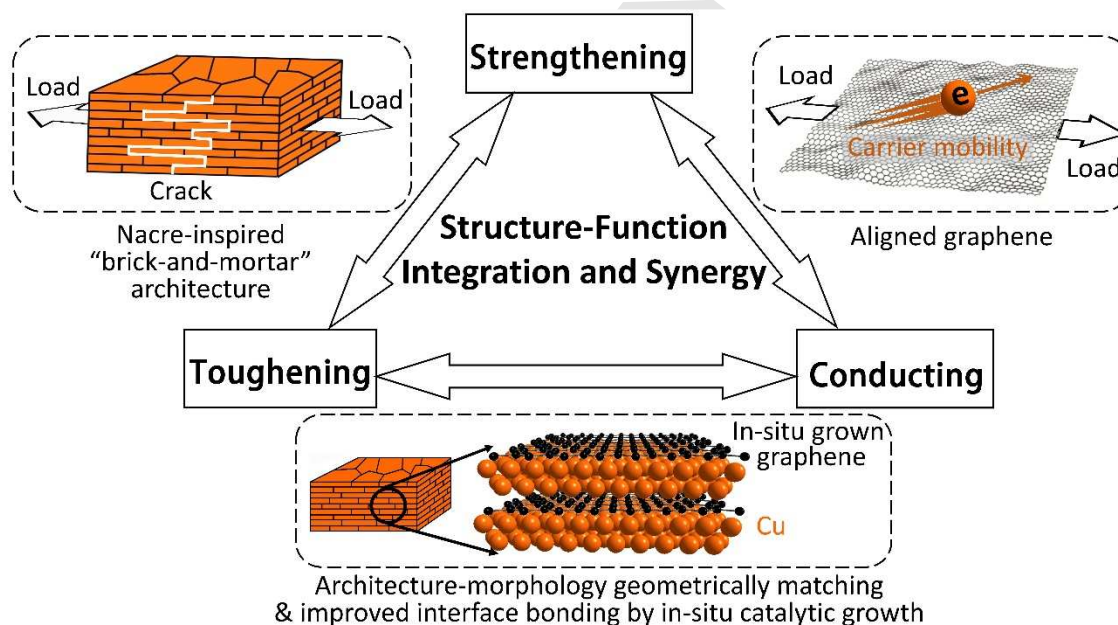 Strengthening
Load
Load
Crack
Nacre-inspired
“brick-and-mortar”
architecture
Load
e
Carrier mobility
Load
Aligned graphene
Structure-Function
Integration and Synergy
Toughening
Conducting
In-situ grown
graphene
Cu
Architecture-morphology geometrically matching
& improved interface bonding by in-situ catalytic growth